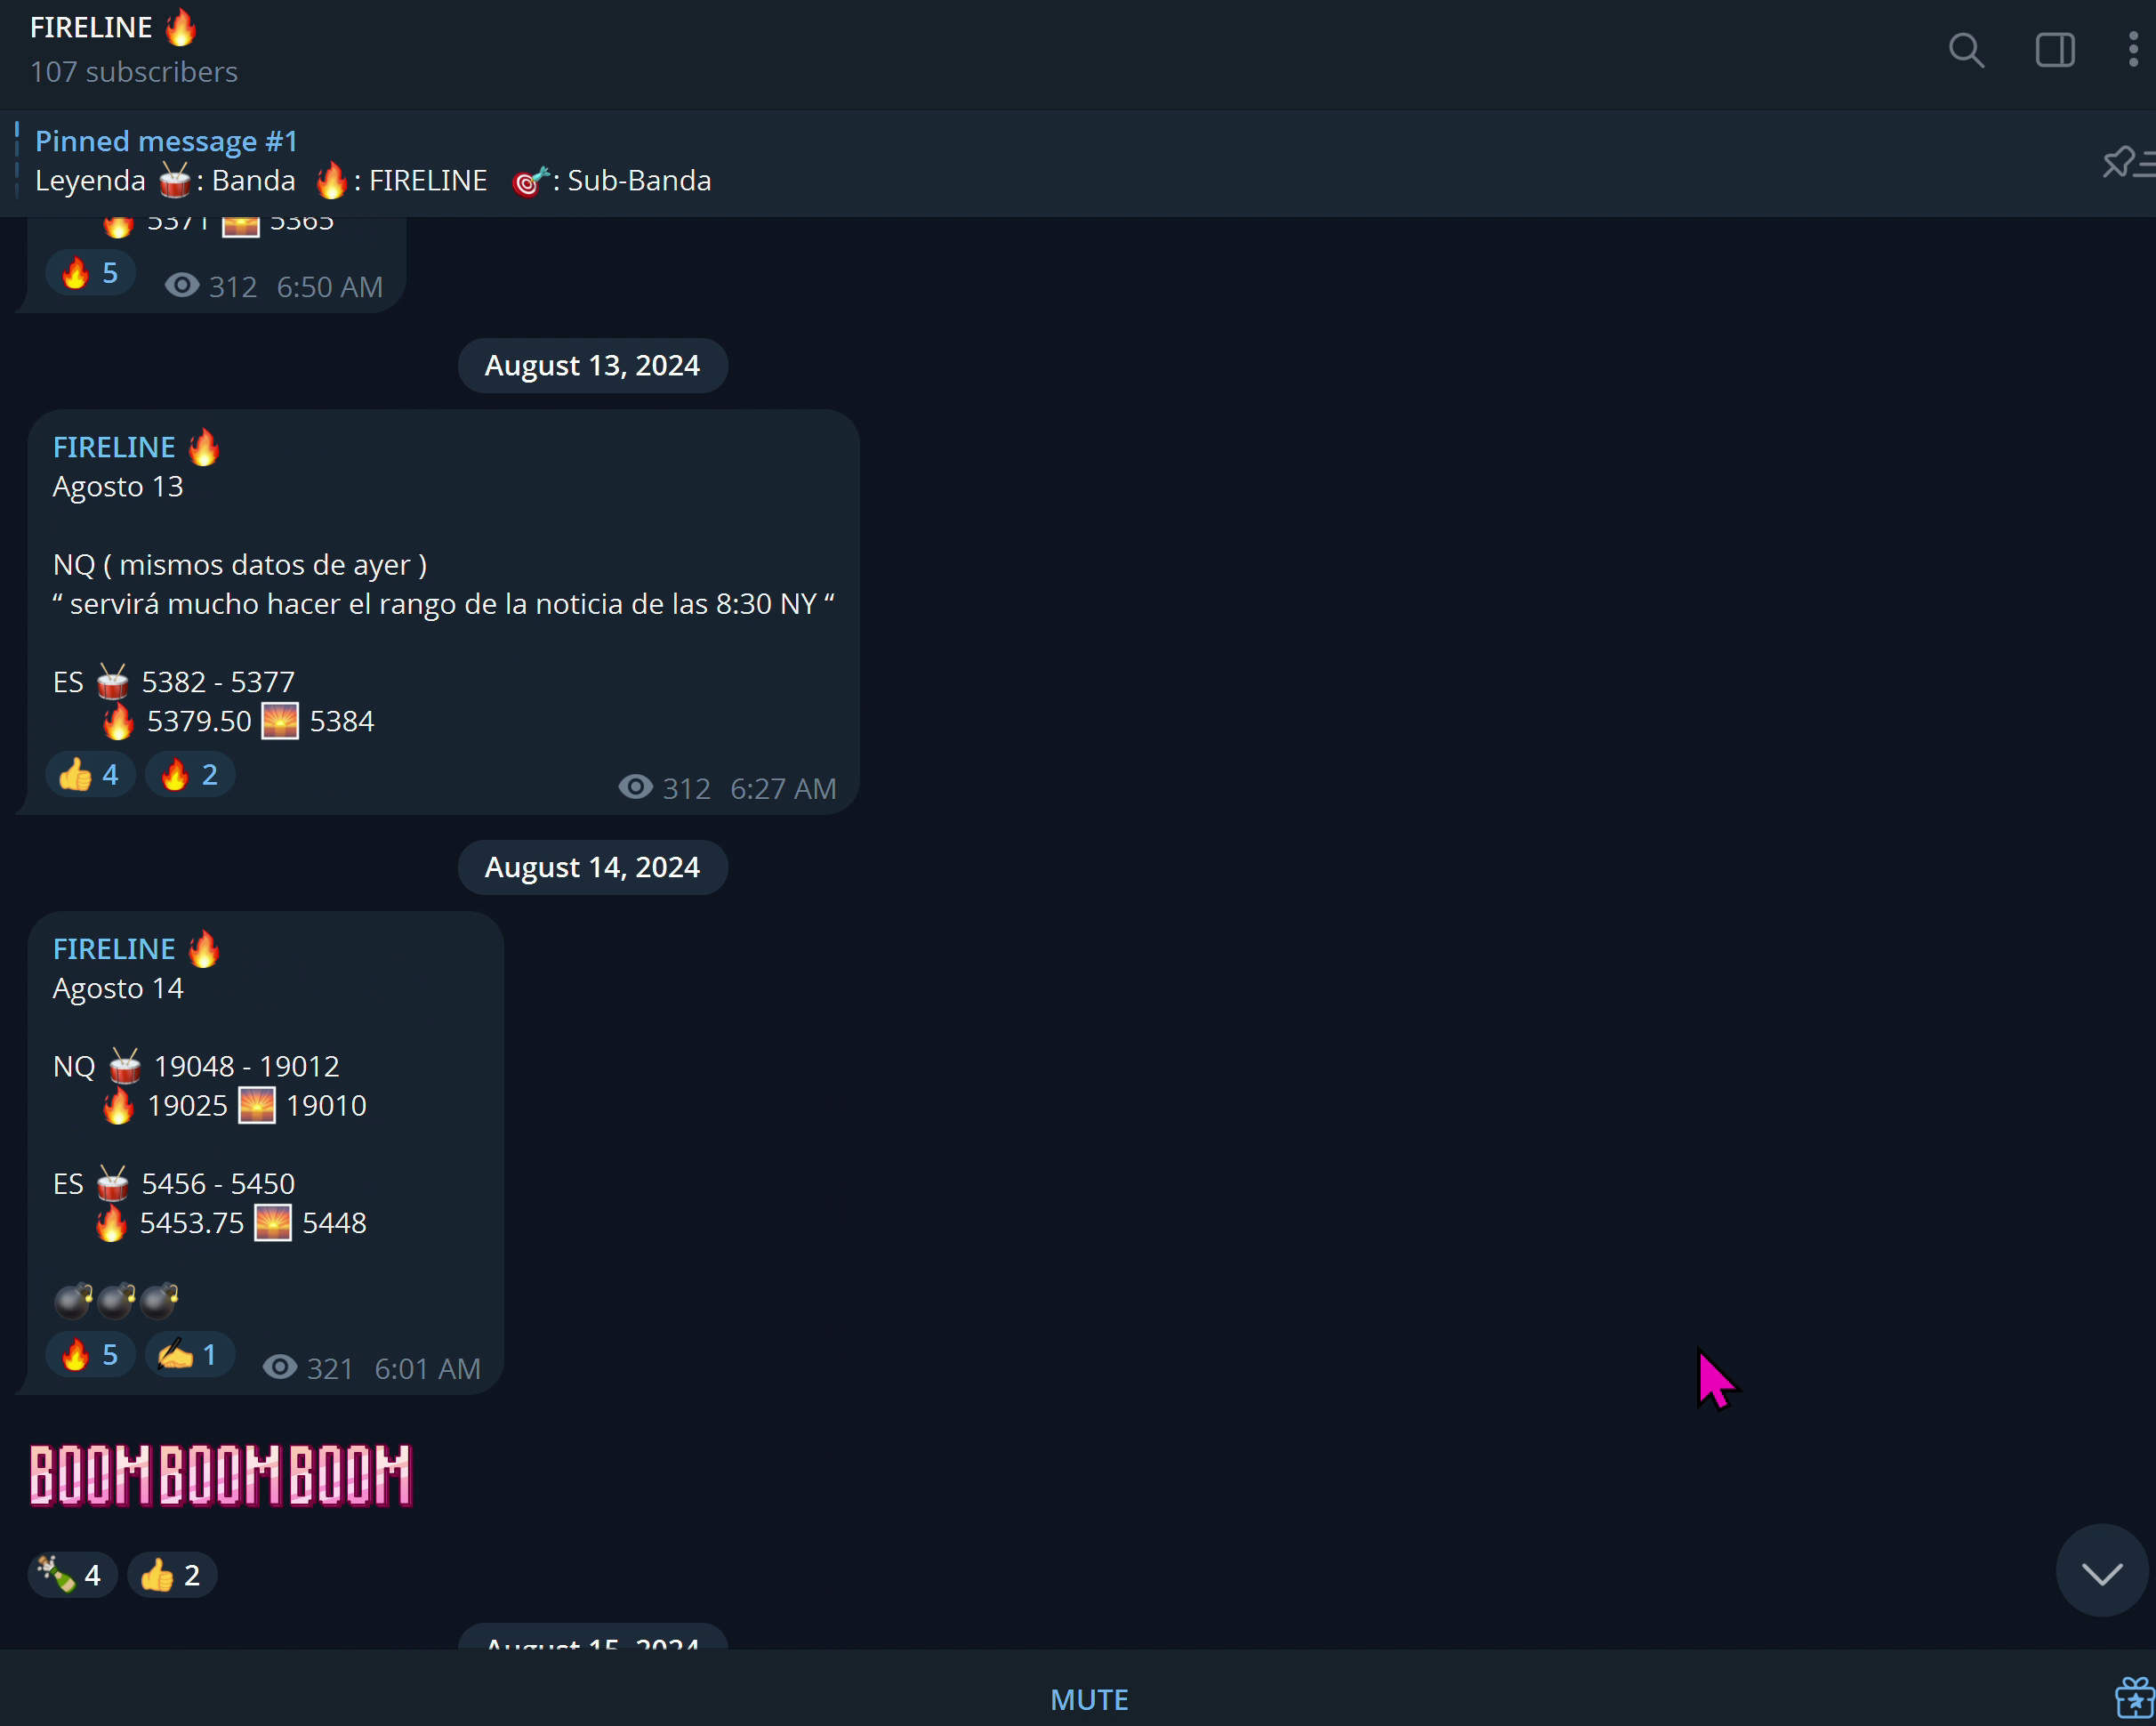 FIRELINE 🔥
107 subscribers
Pinned message #1
Leyenda 🥁: Banda 🔥: FIRELINE 🎯: Sub-Banda
🔥 5371 🌅 5365
🔥 5 312 6:50 AM
August 13, 2024
FIRELINE 🔥
Agosto 13
NQ ( mismos datos de ayer )
“ servirá mucho hacer el rango de la noticia de las 8:30 NY “
ES 🥁 5382 - 5377
🔥 5379.50 🌅 5384
👍 4 🔥 2 312 6:27 AM
August 14, 2024
FIRELINE 🔥
Agosto 14
NQ 🥁 19048 - 19012
🔥 19025 🌅 19010
ES 🥁 5456 - 5450
🔥 5453.75 🌅 5448
💣💣💣
🔥 5 ✍ 1 321 6:01 AM
BOOM BOOM BOOM
🍾 4 👍 2
August 15, 2024
MUTE